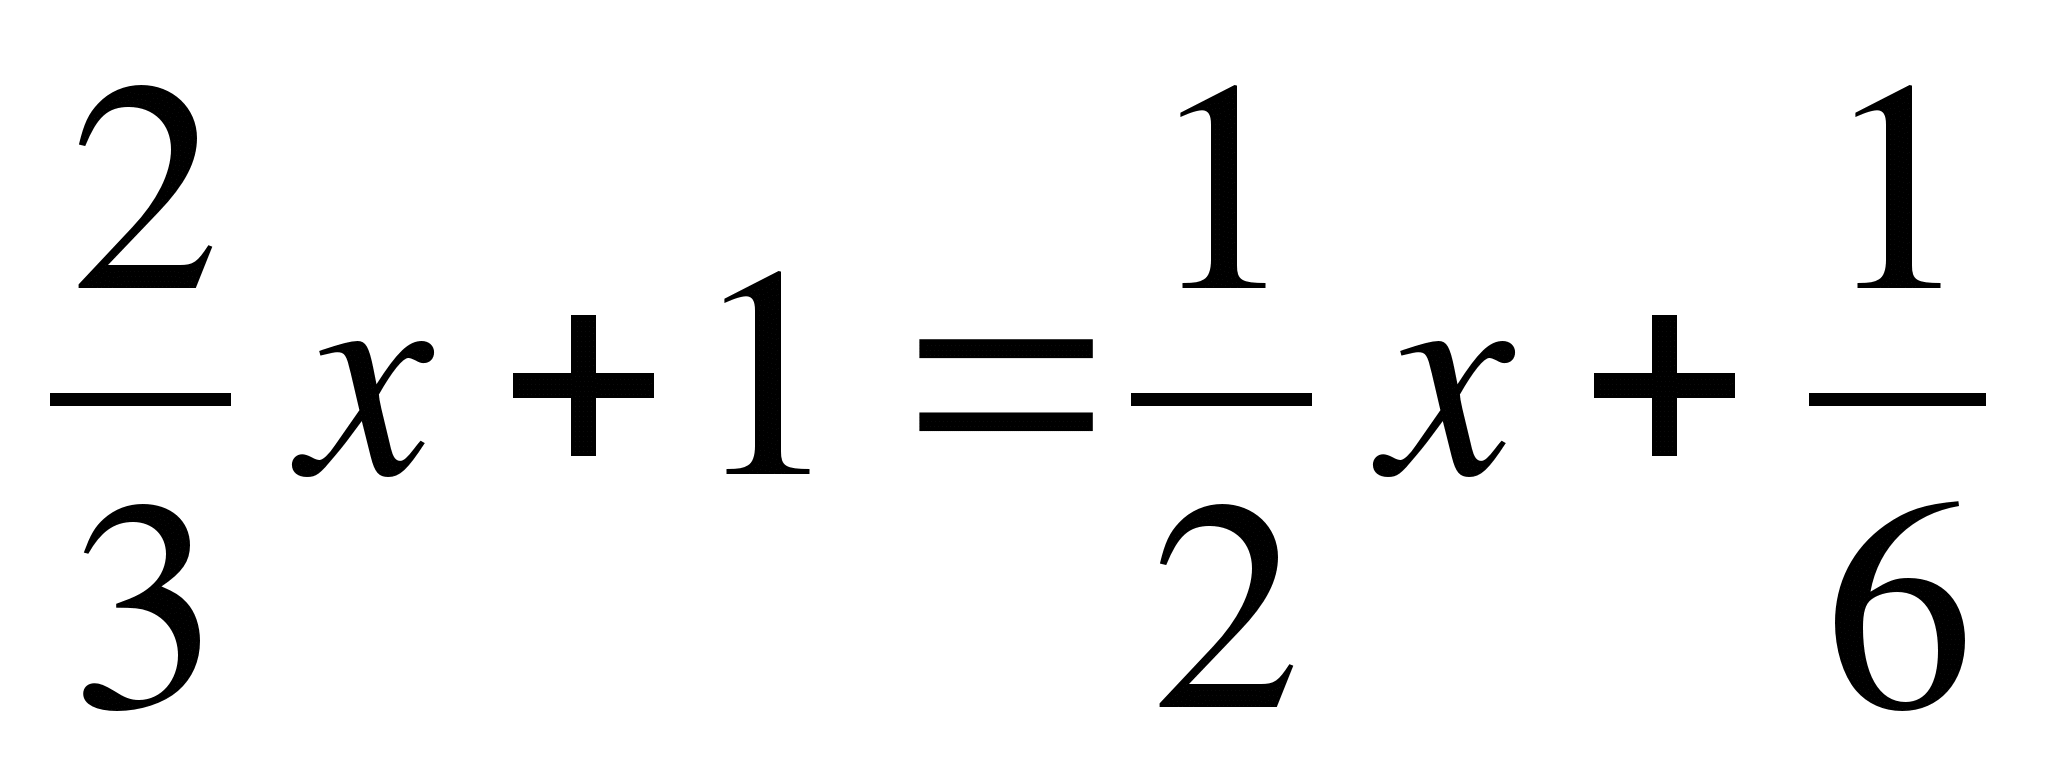 2/3 x + 1 = 1/2 x + 1/6